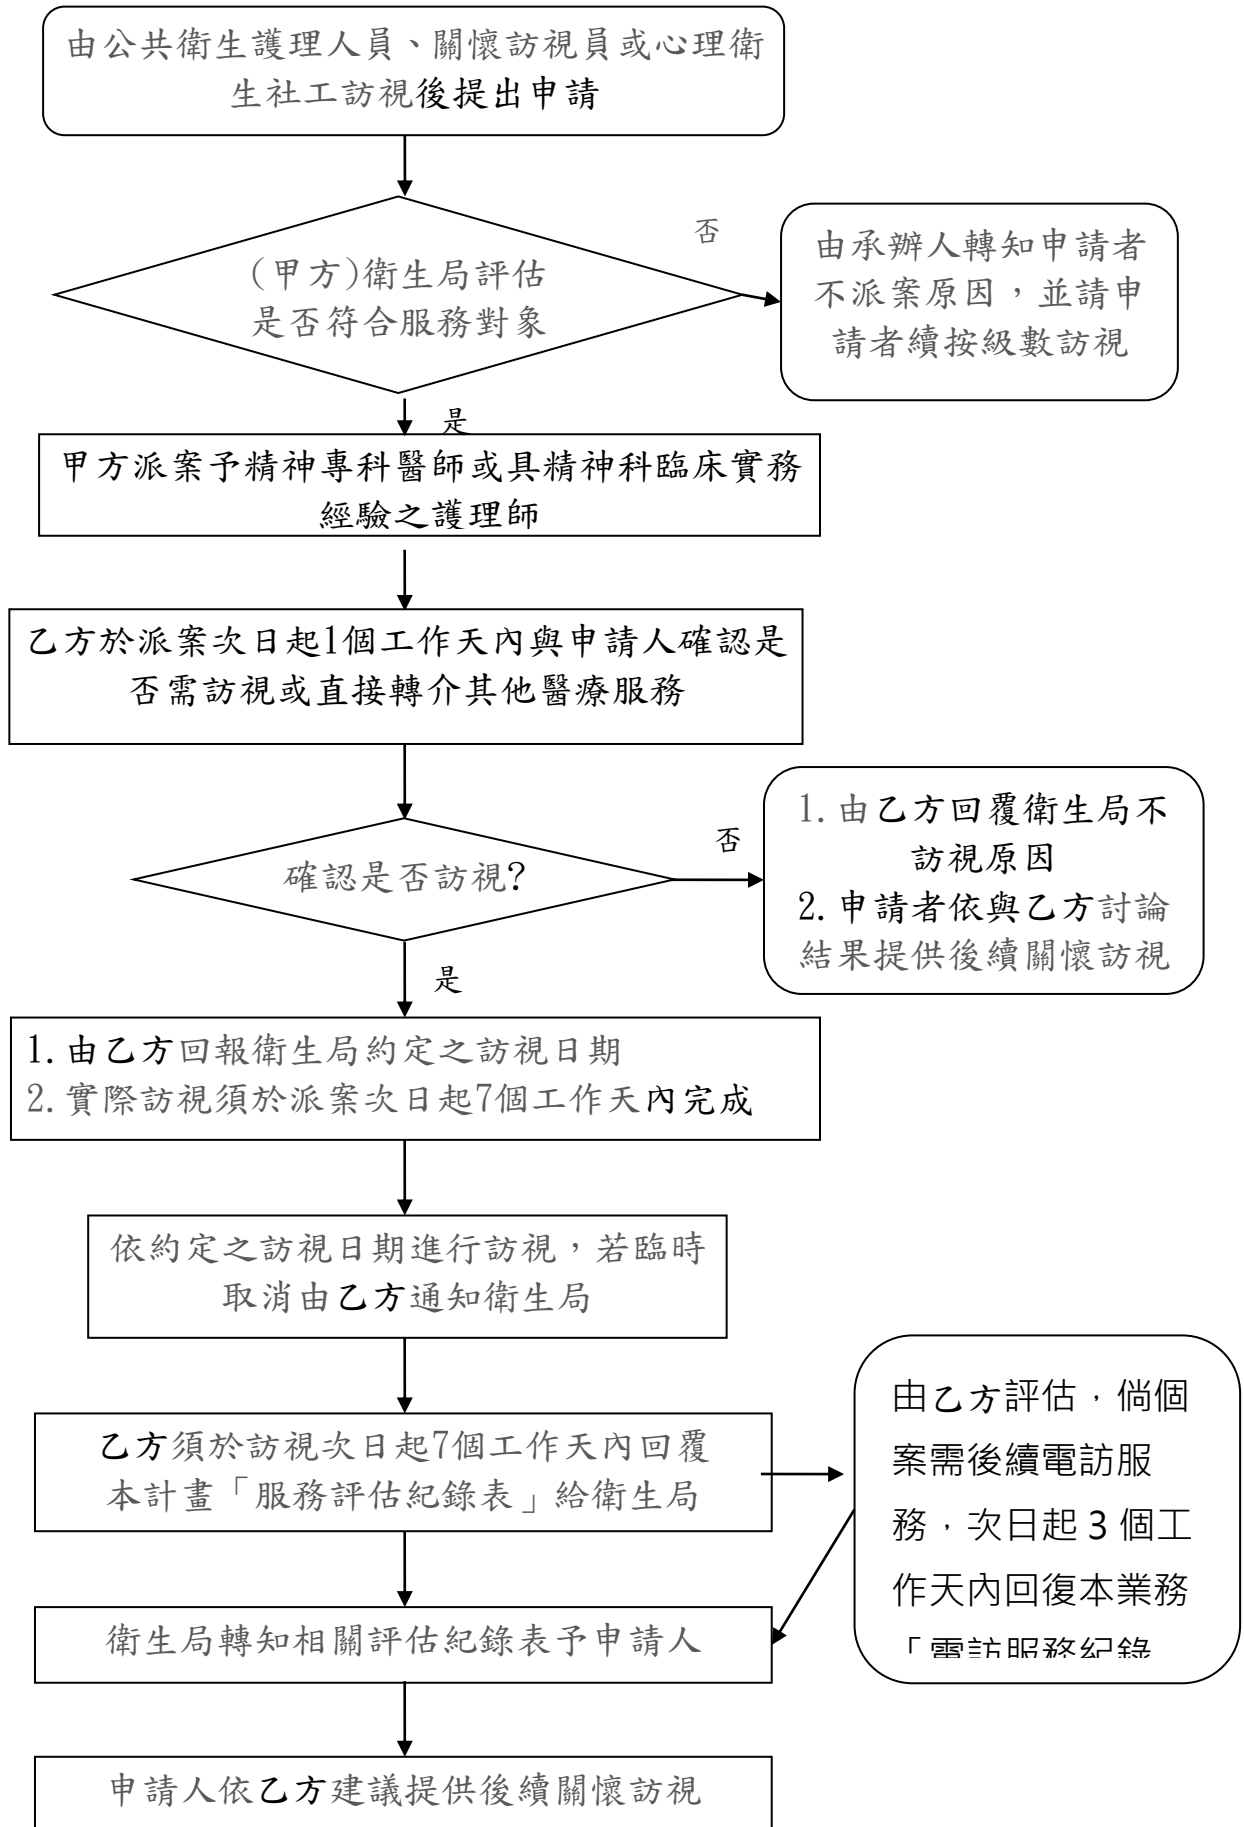 由公共衛生護理人員、關懷訪視員或心理衛
生社工訪視後提出申請
否
(甲方)衛生局評估
是否符合服務對象
由承辦人轉知申請者
不派案原因，並請申
請者續按級數訪視
是
甲方派案予精神專科醫師或具精神科臨床實務
經驗之護理師
乙方於派案次日起1個工作天內與申請人確認是
否需訪視或直接轉介其他醫療服務
確認是否訪視?
否
1.由乙方回覆衛生局不
訪視原因
2.申請者依與乙方討論
結果提供後續關懷訪視
是
1.由乙方回報衛生局約定之訪視日期
2.實際訪視須於派案次日起7個工作天內完成
依約定之訪視日期進行訪視，若臨時
取消由乙方通知衛生局
乙方須於訪視次日起7個工作天內回覆
本計畫「服務評估紀錄表」給衛生局
由乙方評估，倘個
案需後續電訪服
務，次日起 3 個工
作天內回復本業務
「電訪服務紀錄
衛生局轉知相關評估紀錄表予申請人
申請人依乙方建議提供後續關懷訪視